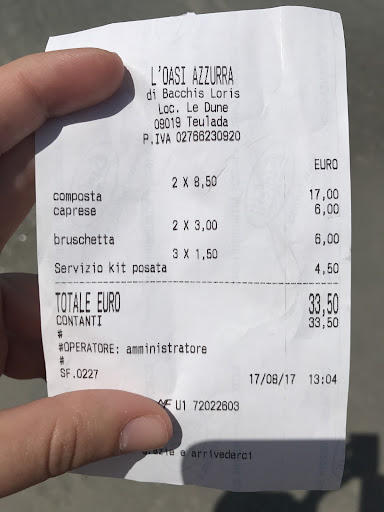 L'OASI AZZURRA
di Bacchis Loris
Loc. Le Dune
09019 Teulada
P.IVA 02766230920
EURO
2 X 8,50
composta 17,00
caprese 6,00
2 X 3,00
bruschetta 6,00
3 X 1,50
Servizio kit posata 4,50
TOTALE EURO 33,50
CONTANTI 33,50
#
#OPERATORE: amministratore
#
SF.0227 17/08/17 13:04
U1 72022603
e arrivederci